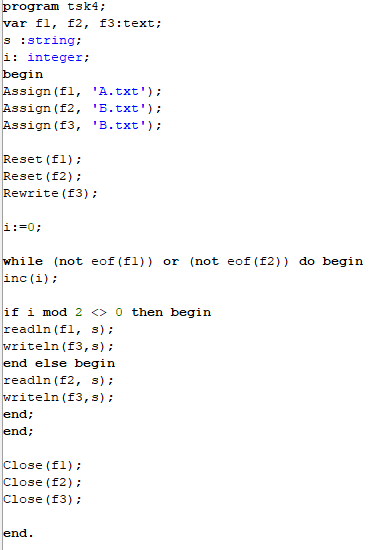 program tsk4;
var f1, f2, f3:text;
s :string;
i: integer;
begin
Assign(f1, 'А.txt');
Assign(f2, 'Б.txt');
Assign(f3, 'В.txt');
Reset(f1);
Reset(f2);
Rewrite(f3);
i:=0;
while (not eof(f1)) or (not eof(f2)) do begin
inc(i);
if i mod 2 <> 0 then begin
readln(f1, s);
writeln(f3,s);
end else begin
readln(f2, s);
writeln(f3,s);
end;
end;
Close(f1);
Close(f2);
Close(f3);
end.